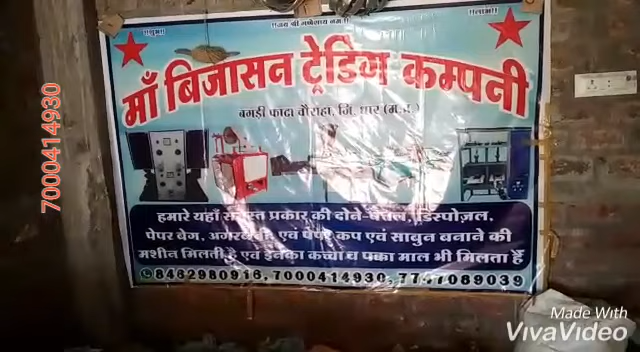 ॥शुभ॥
॥लाभ॥
माँ बिजासन ट्रेडिंग कम्पनी
बगड़ी फाटा चौराहा, जि. धार (म.प्र.)
हमारे यहाँ समस्त प्रकार की दोने-पत्तल, डिस्पोज़ल,
पेपर बेग, अगरबत्ती एवं पेपर कप एवं साबुन बनाने की
मशीन मिलती है एवं इनका कच्चा व पक्का माल भी मिलता हैं
8462980916, 7000414930,
7000414930
Made With
VivaVideo